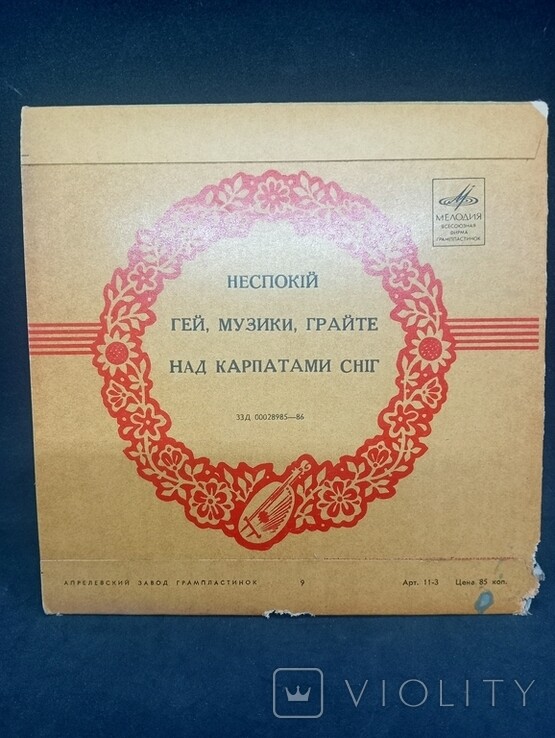 МЕЛОДИЯ
ВСЕСОЮЗНАЯ
ФИРМА
ГРАМПЛАСТИНОК
НЕСПОКІЙ
ГЕЙ, МУЗИКИ, ГРАЙТЕ
НАД КАРПАТАМИ СНІГ
33Д 00028985—86
АПРЕЛЕВСКИЙ ЗАВОД ГРАМПЛАСТИНОК 9 Арт. 11-3 Цена 85 коп.
VIOLITY